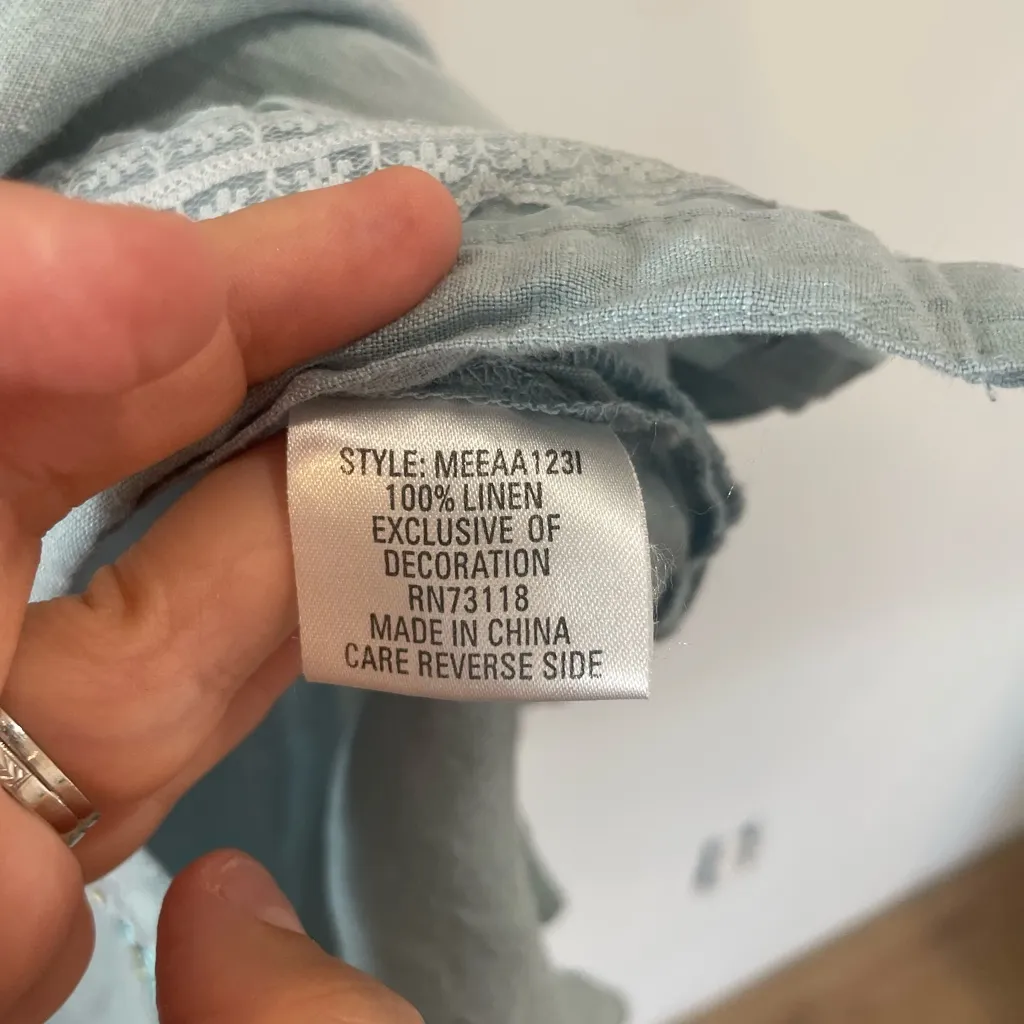 STYLE: MEEAA123I
100% LINEN
EXCLUSIVE OF
DECORATION
RN73118
MADE IN CHINA
CARE REVERSE SIDE